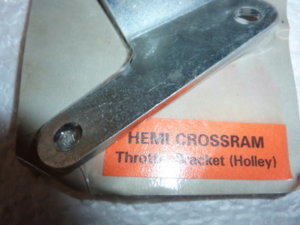 HEMI CROSSRAM
Throttle Bracket (Holley)